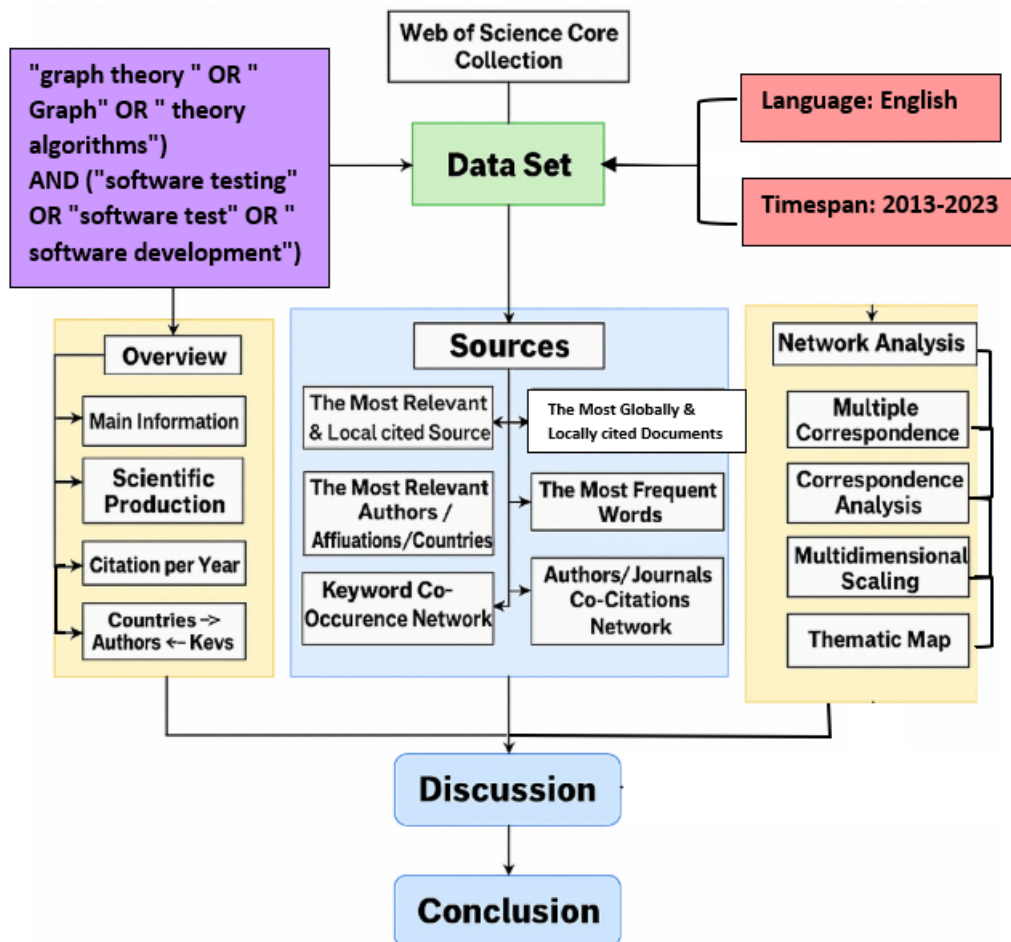 Web of Science Core
Collection
"graph theory " OR "
Graph" OR " theory
algorithms")
AND ("software testing"
OR "software test" OR "
software development")
Data Set
Language: English
Timespan: 2013-2023
Overview
Main Information
Scientific
Production
Citation per Year
Countries ->
Authors <- Kevs
Sources
The Most Relevant
& Local cited Source
The Most Globally &
Locally cited Documents
The Most Relevant
Authors /
Affiuations/Countries
The Most Frequent
Words
Keyword Co-
Occurence Network
Authors/Journals
Co-Citations
Network
Network Analysis
Multiple
Correspondence
Correspondence
Analysis
Multidimensional
Scaling
Thematic Map
Discussion
Conclusion